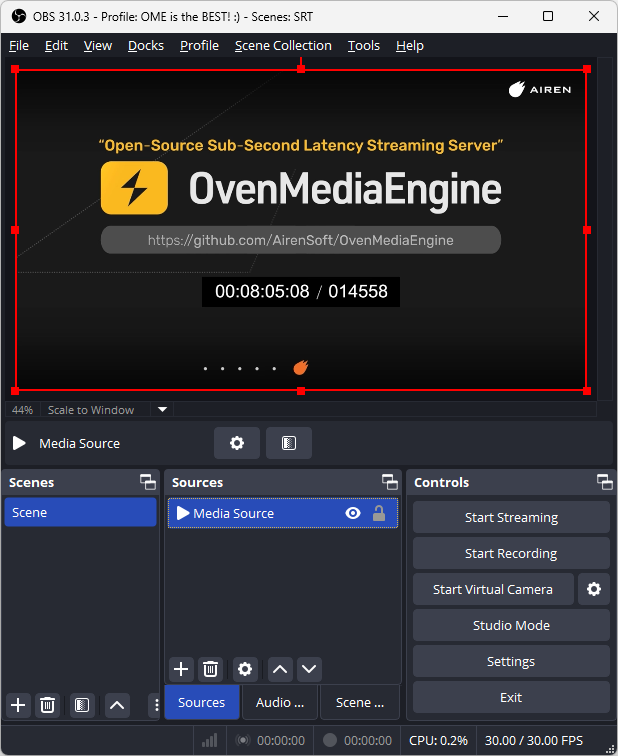 OBS 31.0.3 - Profile: OME is the BEST! :) - Scenes: SRT
File Edit View Docks Profile Scene Collection Tools Help
AIREN
“Open-Source Sub-Second Latency Streaming Server”
OvenMediaEngine
https://github.com/AirenSoft/OvenMediaEngine
00:08:05:08 / 014558
44% Scale to Window
Media Source
Scenes
Scene
Sources
Media Source
Sources Audio ... Scene ...
Controls
Start Streaming
Start Recording
Start Virtual Camera
Studio Mode
Settings
Exit
00:00:00 00:00:00 CPU: 0.2% 30.00 / 30.00 FPS